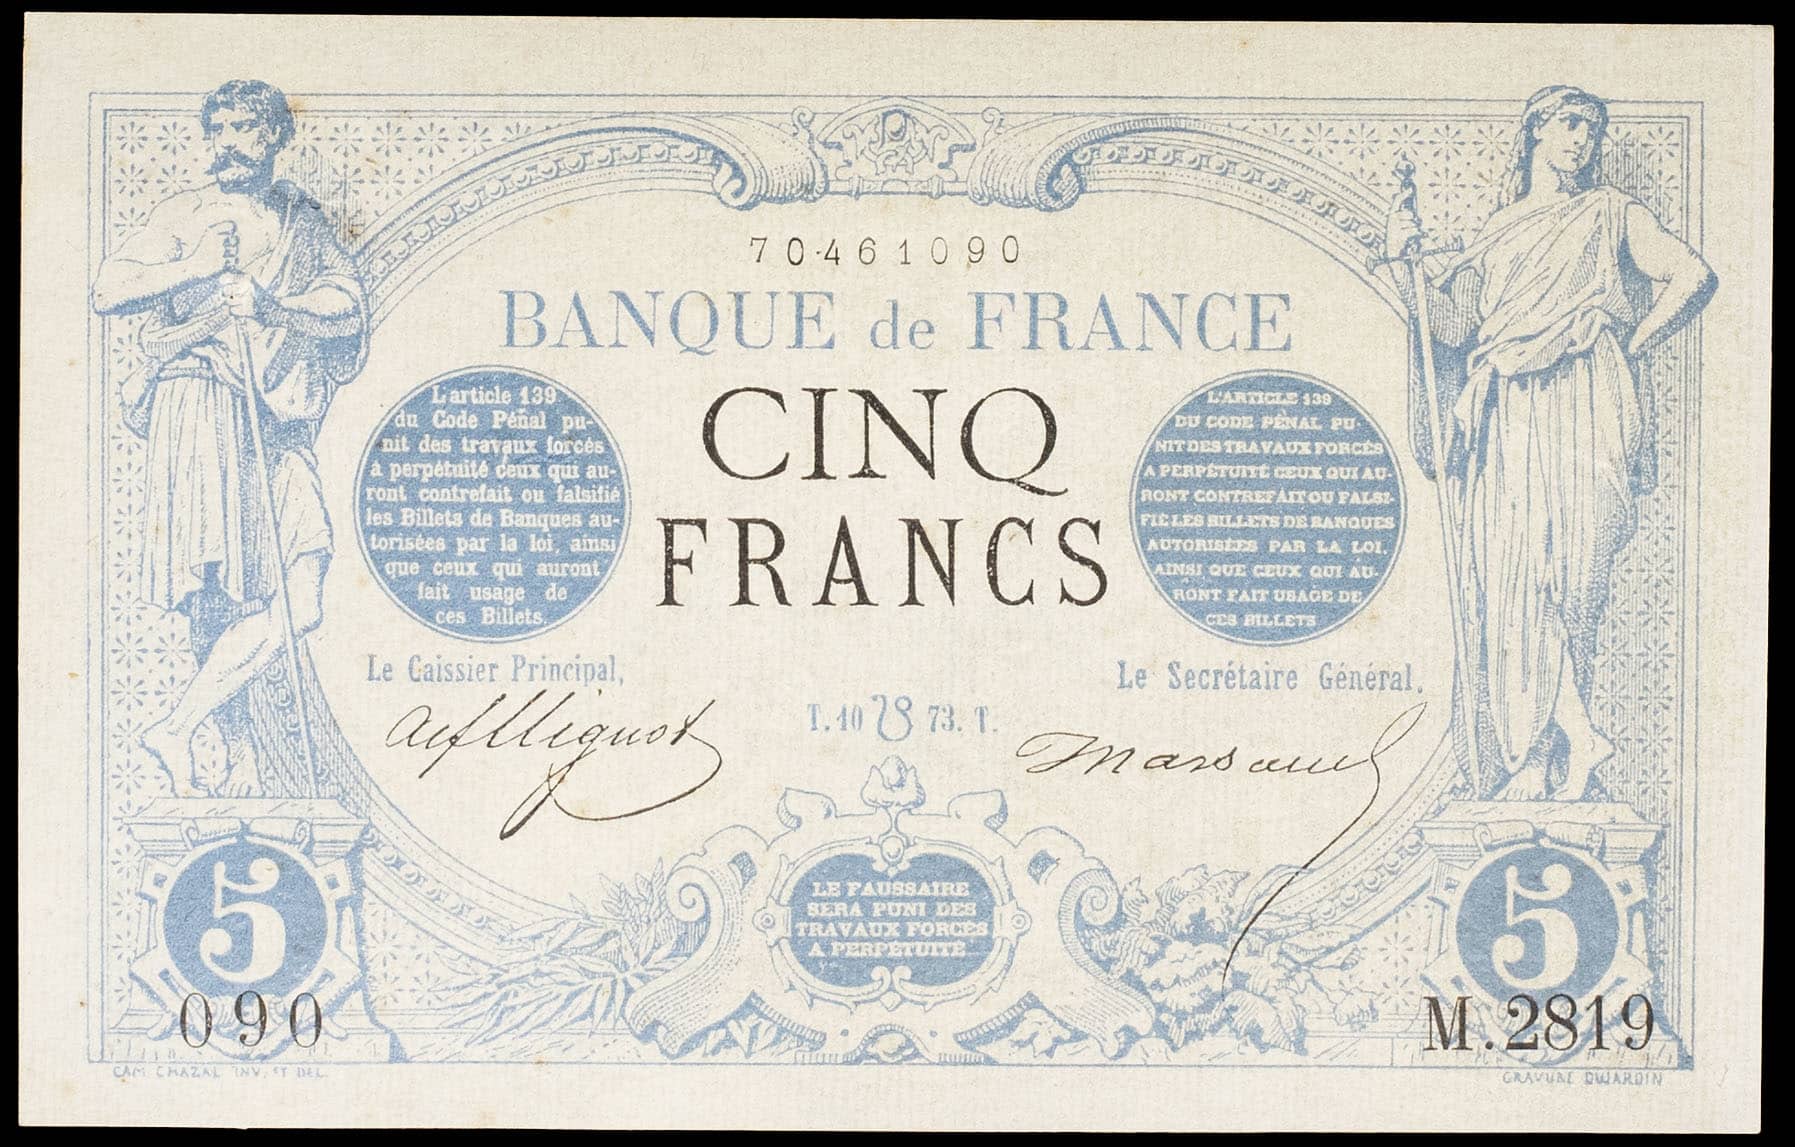 70461090
BANQUE de FRANCE
CINQ
FRANCS
L'article 139
du Code Pénal pu-
nit des travaux forcés
à perpétuité ceux qui au-
ront contrefait ou falsifié
les Billets de Banques au-
torisées par la loi, ainsi
que ceux qui auront
fait usage de
ces Billets.
L'ARTICLE 139
DU CODE PÈNAL PU-
NIT DES TRAVAUX FORCÉS
A PERPÉTUITÉ CEUX QUI AU-
RONT CONTREFAIT OU FALSI-
FIE LES BILLETS DE BANQUES
AUTORISÉES PAR LA LOI,
AINSI QUE CEUX QUI AU-
RONT FAIT USAGE DE
CES BILLETS
Le Caissier Principal,
Le Secrétaire Général.
T. 10 73. T.
A. Mignot
Marsaud
LE FAUSSAIRE
SERA PUNI DES
TRAVAUX FORCÉS
A PERPÉTUITÉ
5
5
090
M.2819
CAM. CHAZAL INV. ET DEL.
GRAVURE DUJARDIN